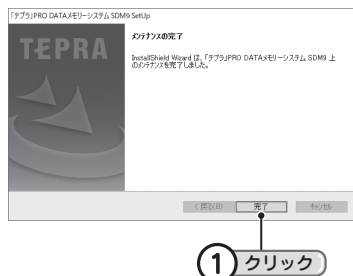 「テプラ」PRO DATAメモリーシステム SDM9 SetUp
TEPRA
メンテナンスの完了
InstallShield Wizard は、「テプラ」PRO DATAメモリーシステム SDM9 上
のメンテナンスを完了しました。
< 戻る(B)
完了
キャンセル
1 クリック